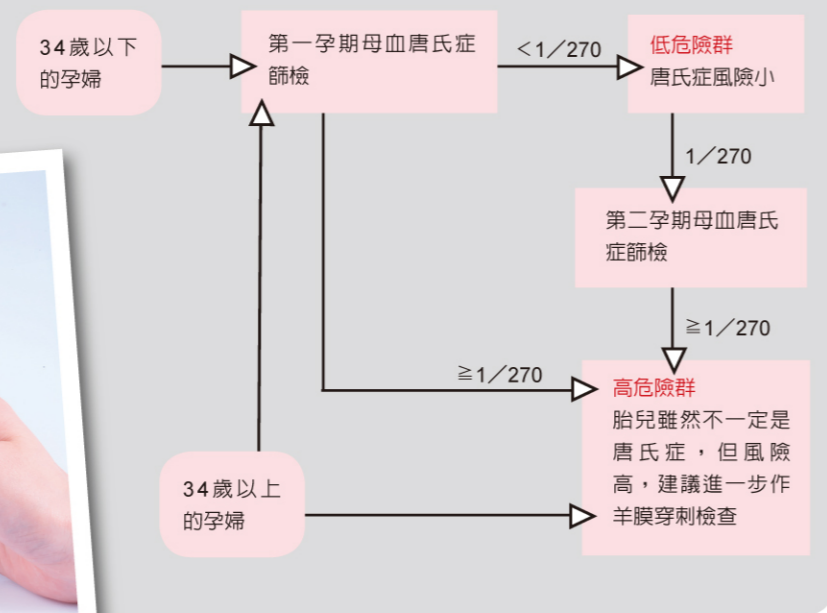 34歲以下
的孕婦
第一孕期母血唐氏症
篩檢
＜1／270
低危險群
唐氏症風險小
1／270
第二孕期母血唐氏
症篩檢
≧1／270
≧1／270
高危險群
胎兒雖然不一定是
唐氏症，但風險
高，建議進一步作
羊膜穿刺檢查
34歲以上
的孕婦